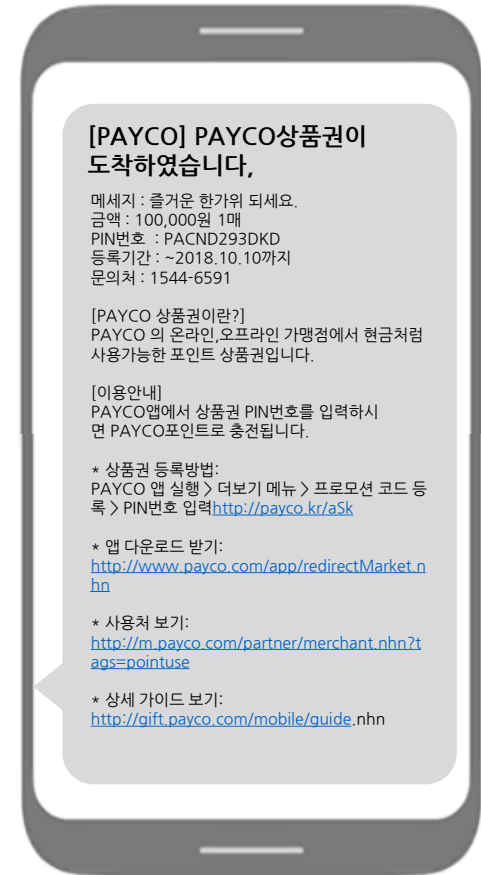 [PAYCO] PAYCO상품권이
도착하였습니다,
메세지 : 즐거운 한가위 되세요.
금액 : 100,000원 1매
PIN번호 : PACND293DKD
등록기간 : ~2018.10.10까지
문의처 : 1544-6591
[PAYCO 상품권이란?]
PAYCO 의 온라인,오프라인 가맹점에서 현금처럼
사용가능한 포인트 상품권입니다.
[이용안내]
PAYCO앱에서 상품권 PIN번호를 입력하시
면 PAYCO포인트로 충전됩니다.
* 상품권 등록방법:
PAYCO 앱 실행 > 더보기 메뉴 > 프로모션 코드 등
록 > PIN번호 입력http://payco.kr/aSk
* 앱 다운로드 받기:
http://www.payco.com/app/redirectMarket.n
hn
* 사용처 보기:
http://m.payco.com/partner/merchant.nhn?t
ags=pointuse
* 상세 가이드 보기:
http://gift.payco.com/mobile/guide.nhn